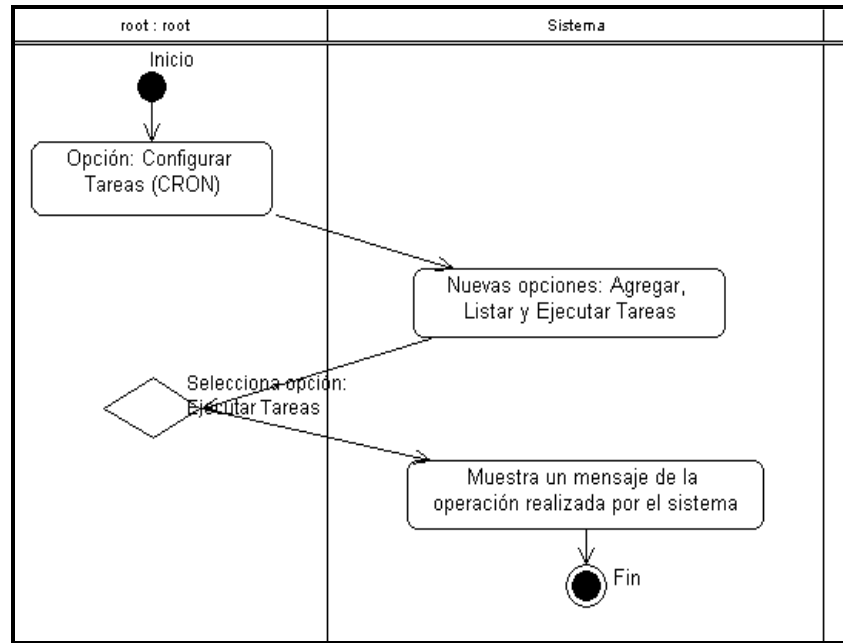 root : root
Sistema
Inicio
Opción: Configurar
Tareas (CRON)
Nuevas opciones: Agregar,
Listar y Ejecutar Tareas
Selecciona opción:
Ejecutar Tareas
Muestra un mensaje de la
operación realizada por el sistema
Fin